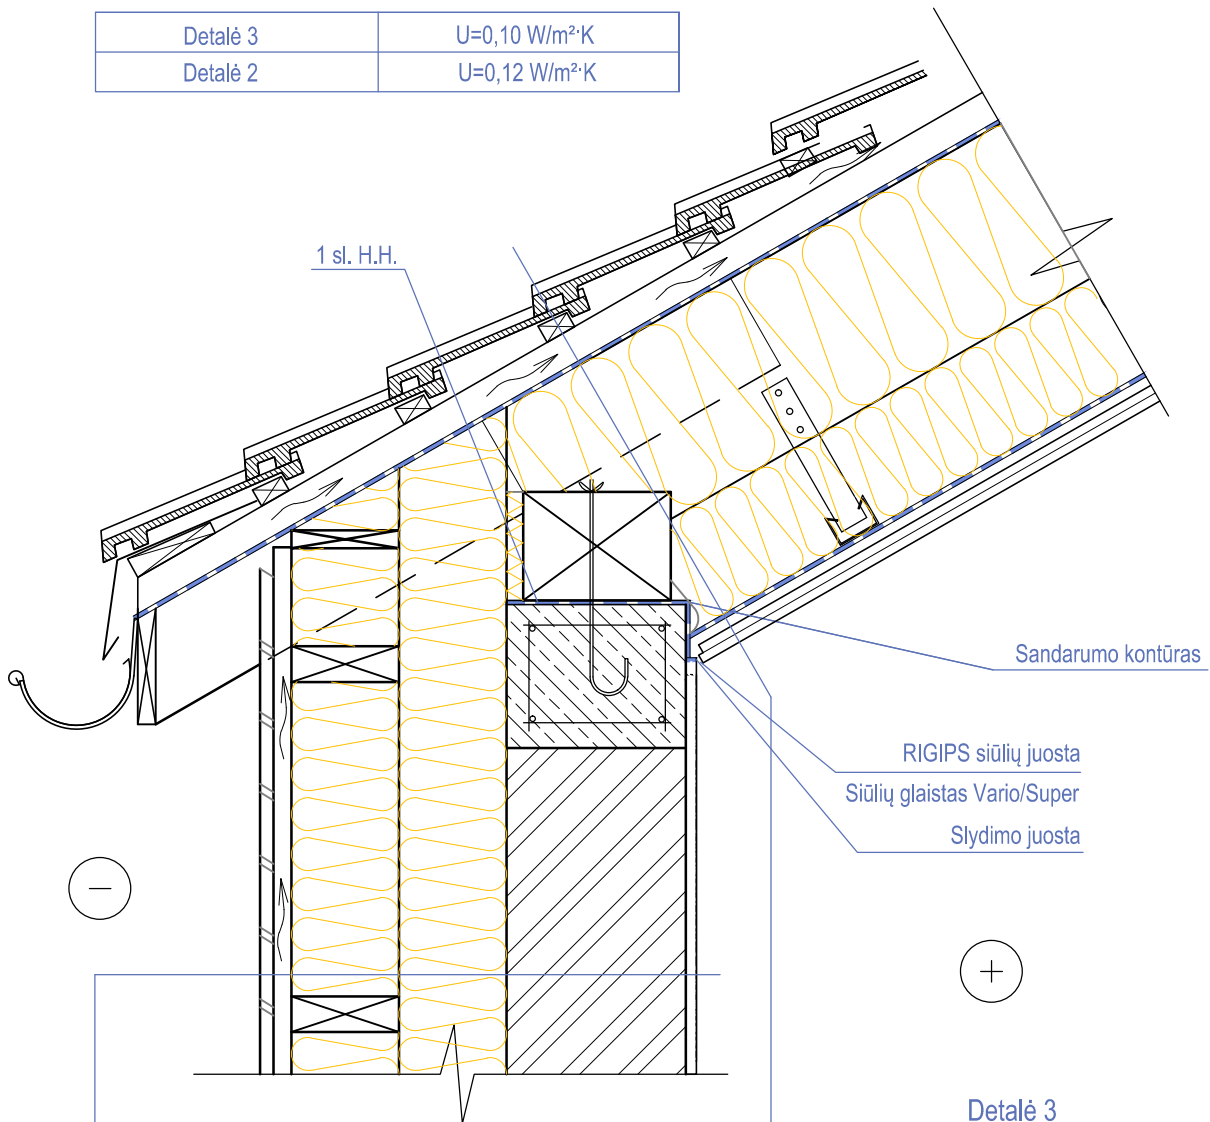 Detalė 3 U=0,10 W/m²·K
Detalė 2 U=0,12 W/m²·K
1 sl. H.H.
Sandarumo kontūras
RIGIPS siūlių juosta
Siūlių glaistas Vario/Super
Slydimo juosta
−
+
Detalė 3